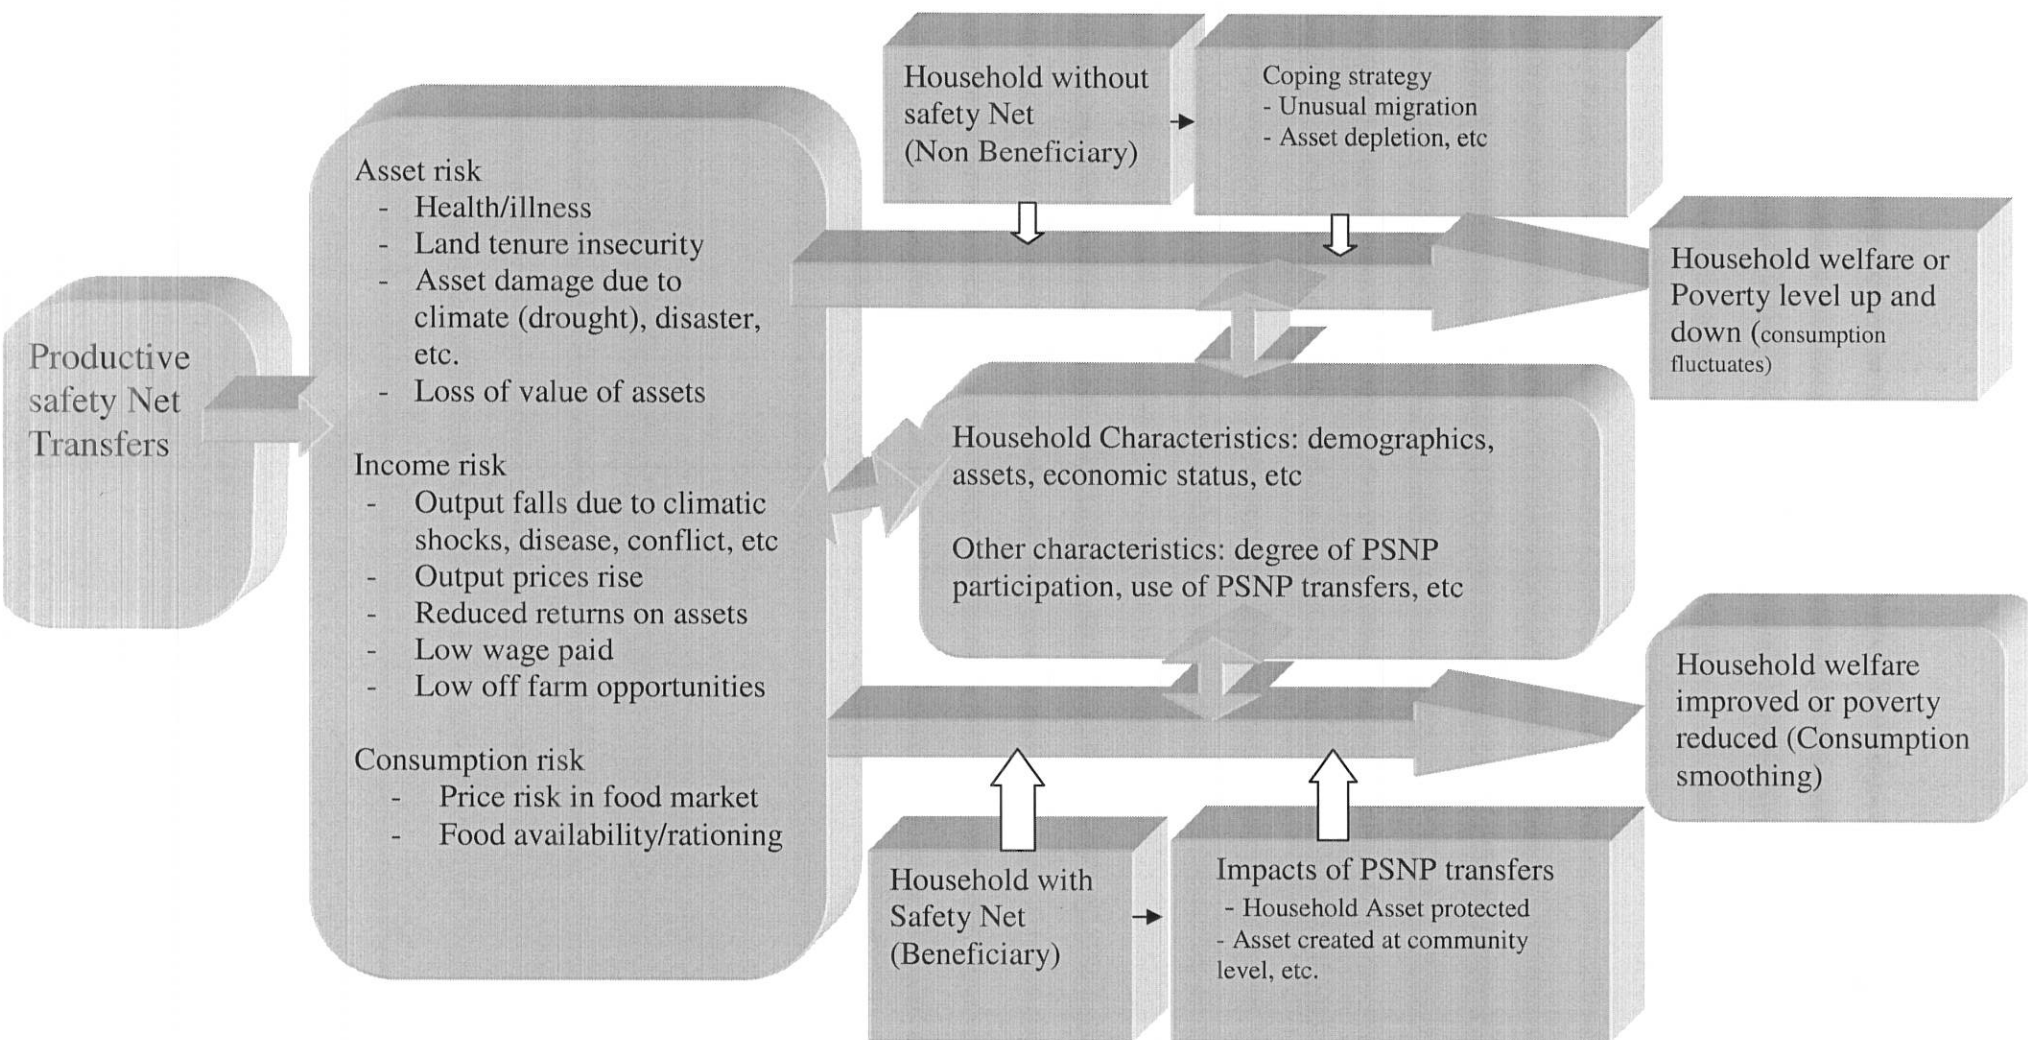 Productive
safety Net
Transfers
Asset risk
- Health/illness
- Land tenure insecurity
- Asset damage due to
climate (drought), disaster,
etc.
- Loss of value of assets
Income risk
- Output falls due to climatic
shocks, disease, conflict, etc
- Output prices rise
- Reduced returns on assets
- Low wage paid
- Low off farm opportunities
Consumption risk
- Price risk in food market
- Food availability/rationing
Household without
safety Net
(Non Beneficiary)
Coping strategy
- Unusual migration
- Asset depletion, etc
Household welfare or
Poverty level up and
down (consumption
fluctuates)
Household Characteristics: demographics,
assets, economic status, etc
Other characteristics: degree of PSNP
participation, use of PSNP transfers, etc
Household welfare
improved or poverty
reduced (Consumption
smoothing)
Household with
Safety Net
(Beneficiary)
Impacts of PSNP transfers
- Household Asset protected
- Asset created at community
level, etc.